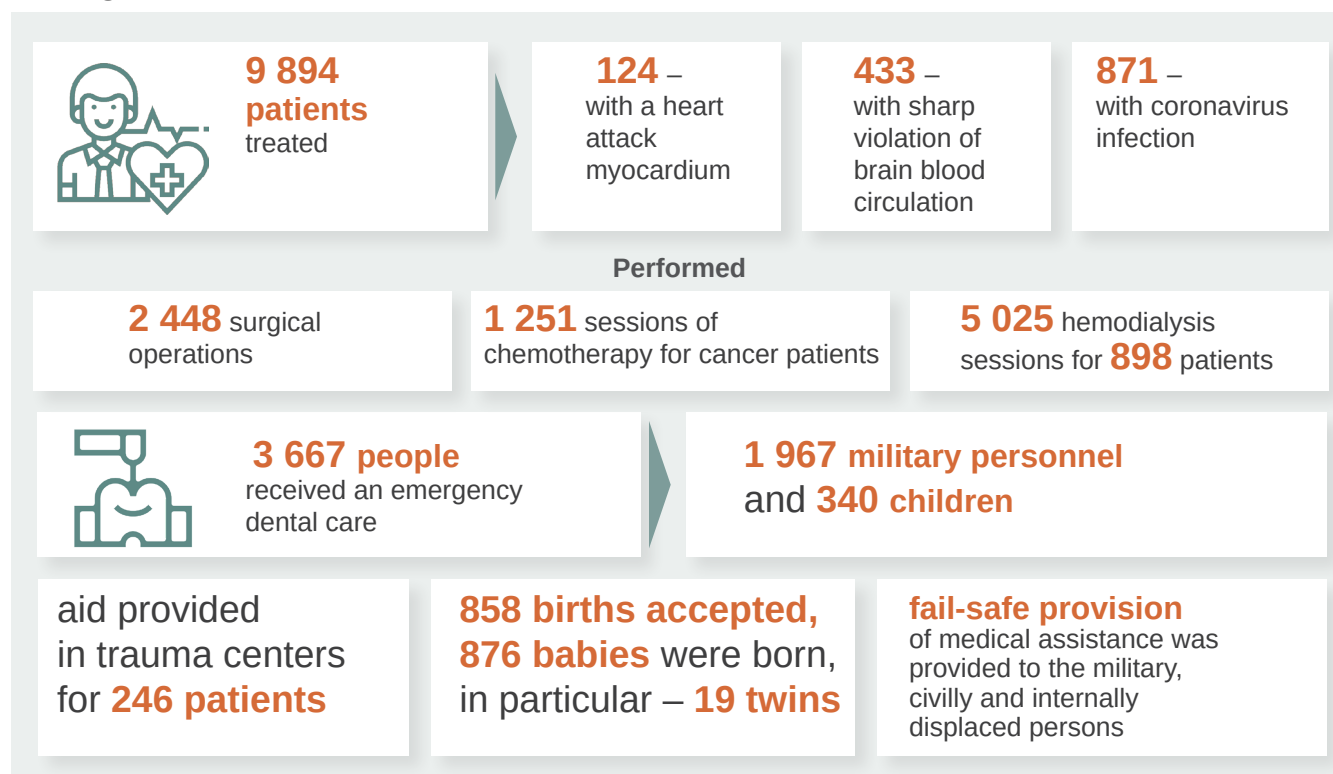 9 894
patients
treated
124 –
with a heart
attack
myocardium
433 –
with sharp
violation of
brain blood
circulation
871 –
with coronavirus
infection
Performed
2 448 surgical
operations
1 251 sessions of
chemotherapy for cancer patients
5 025 hemodialysis
sessions for 898 patients
3 667 people
received an emergency
dental care
1 967 military personnel
and 340 children
aid provided
in trauma centers
for 246 patients
858 births accepted,
876 babies were born,
in particular – 19 twins
fail-safe provision
of medical assistance was
provided to the military,
civilly and internally
displaced persons